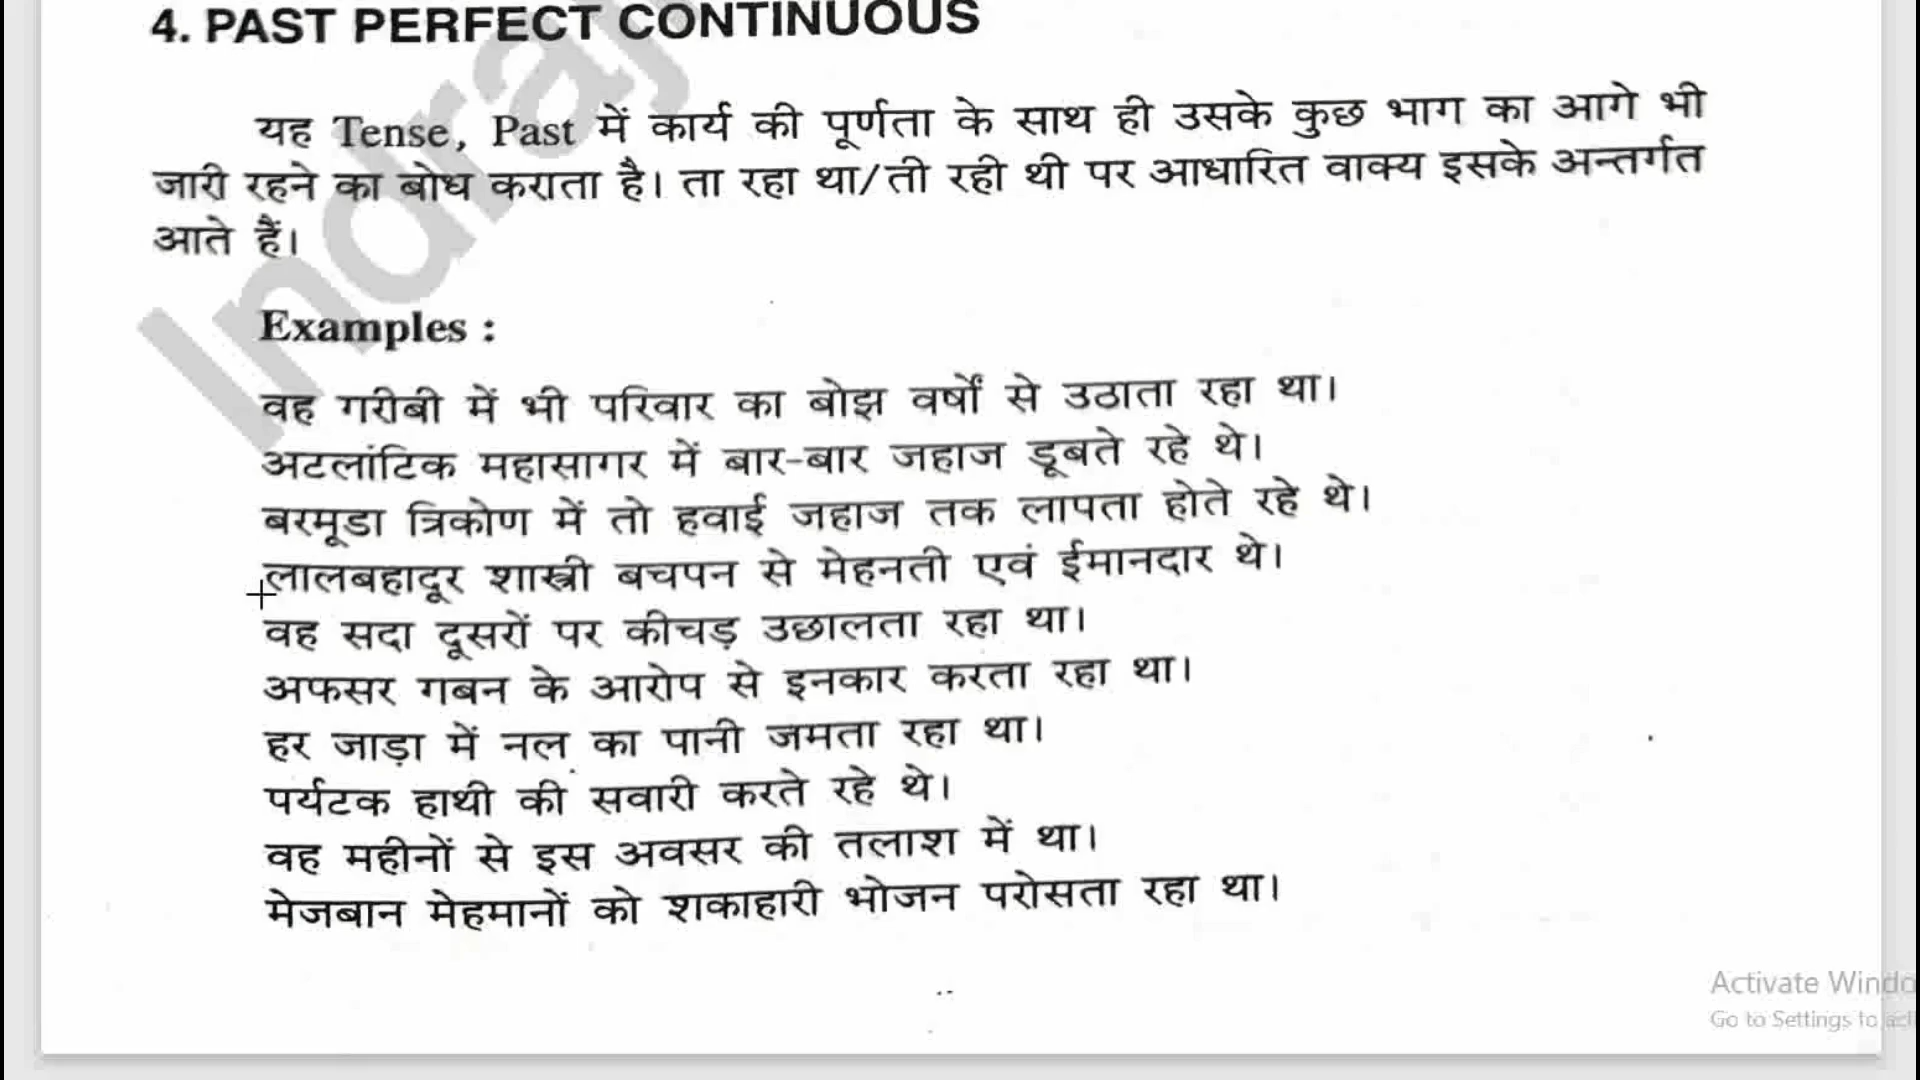 4. PAST PERFECT CONTINUOUS
यह Tense, Past में कार्य की पूर्णता के साथ ही उसके कुछ भाग का आगे भी
जारी रहने का बोध कराता है। ता रहा था/ती रही थी पर आधारित वाक्य इसके अन्तर्गत
आते हैं।
Examples :
वह गरीबी में भी परिवार का बोझ वर्षों से उठाता रहा था।
अटलांटिक महासागर में बार-बार जहाज डूबते रहे थे।
बरमूडा त्रिकोण में तो हवाई जहाज तक लापता होते रहे थे।
लालबहादूर शास्त्री बचपन से मेहनती एवं ईमानदार थे।
वह सदा दूसरों पर कीचड़ उछालता रहा था।
अफसर गबन के आरोप से इनकार करता रहा था।
हर जाड़ा में नल का पानी जमता रहा था।
पर्यटक हाथी की सवारी करते रहे थे।
वह महीनों से इस अवसर की तलाश में था।
मेजबान मेहमानों को शकाहारी भोजन परोसता रहा था।
Activate Windo
Go to Settings to